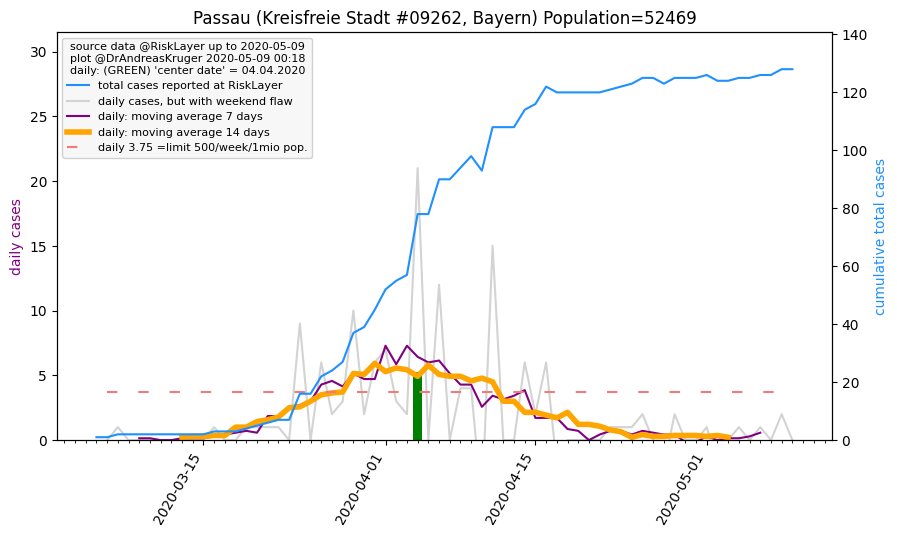 Passau (Kreisfreie Stadt #09262, Bayern) Population=52469
source data @RiskLayer up to 2020-05-09
plot @DrAndreasKruger 2020-05-09 00:18
daily: (GREEN) 'center date' = 04.04.2020
total cases reported at RiskLayer
daily cases, but with weekend flaw
daily: moving average 7 days
daily: moving average 14 days
daily 3.75 =limit 500/week/1mio pop.
daily cases
30
25
20
15
10
5
0
cumulative total cases
140
120
100
80
60
40
20
0
2020-03-15
2020-04-01
2020-04-15
2020-05-01